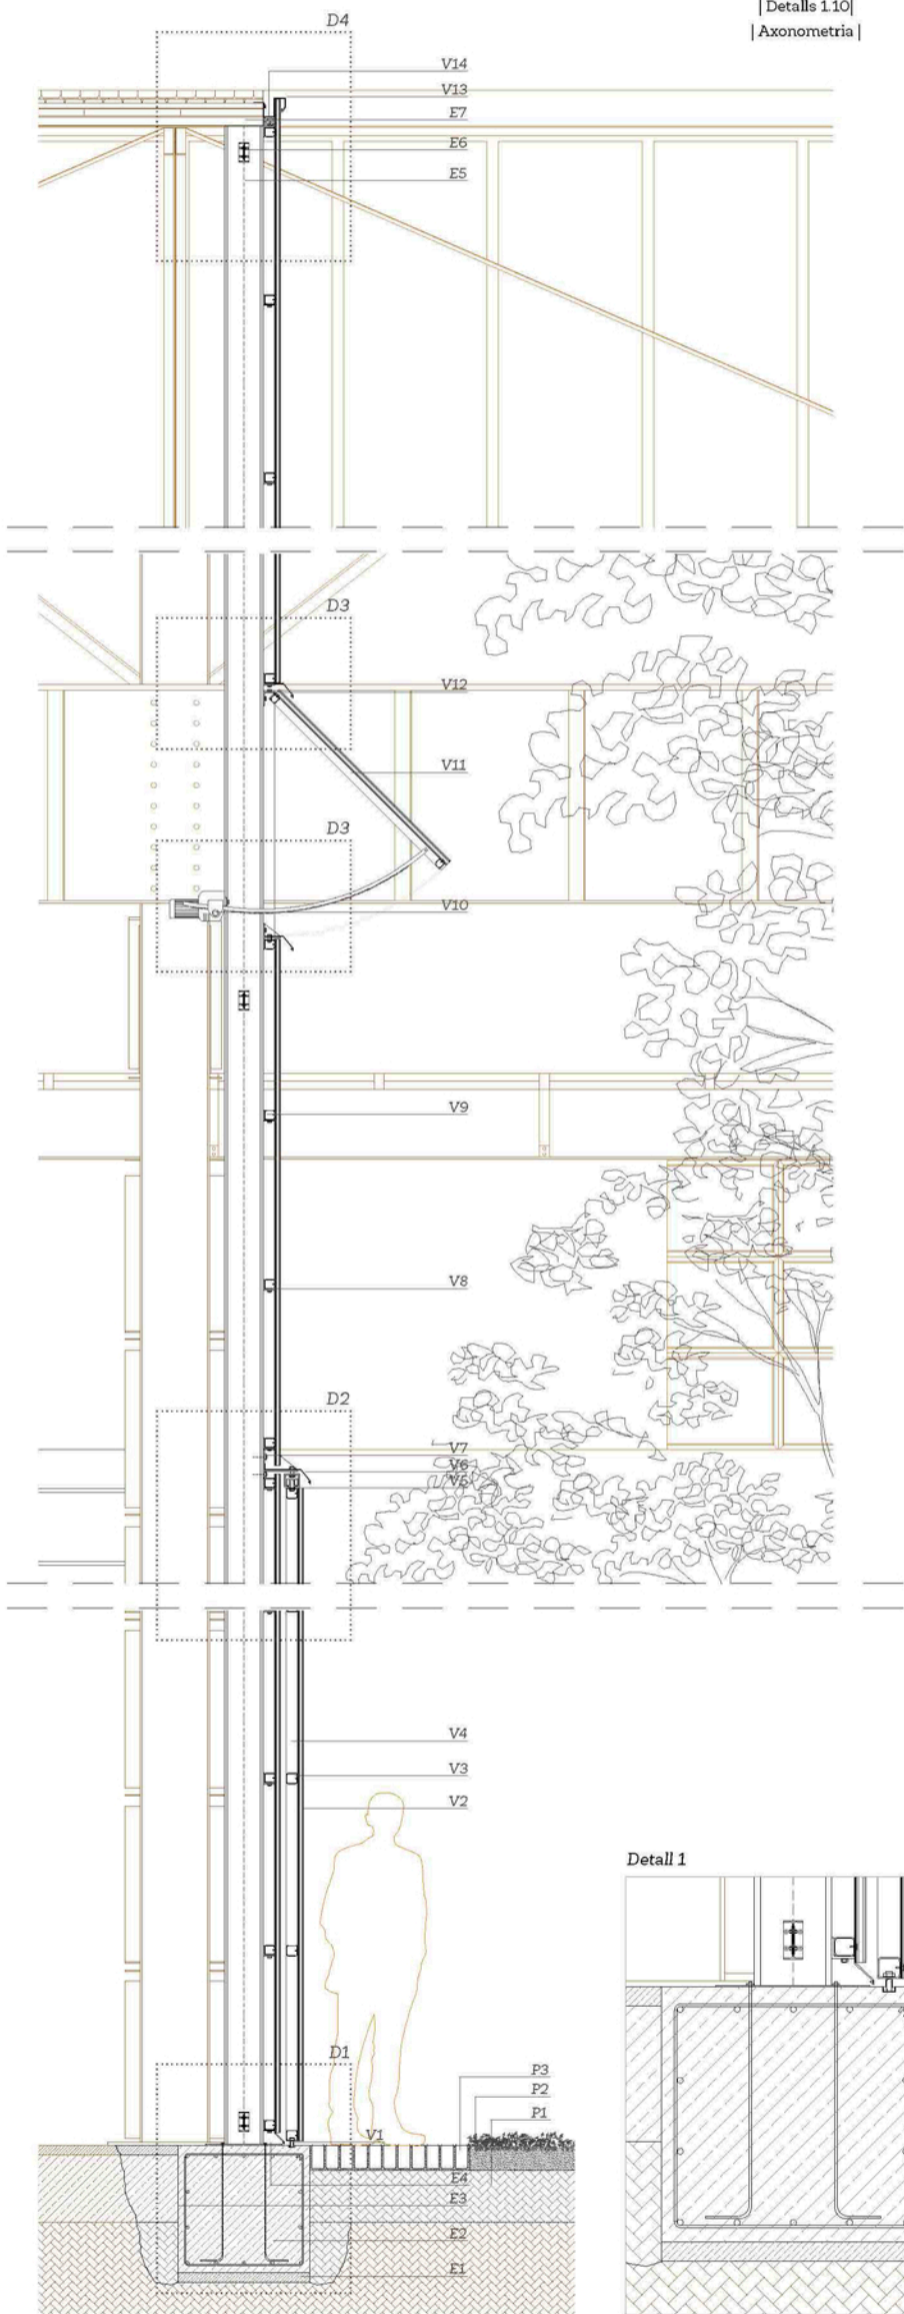 | Detalls 1.10|
| Axonometria |
D4
V14
V13
E7
E6
E5
D3
V12
V11
D3
V10
V9
V8
D2
V7
V6
V5
V4
V3
V2
Detall 1
D1
P3
P2
P1
V1
E4
E3
E2
E1